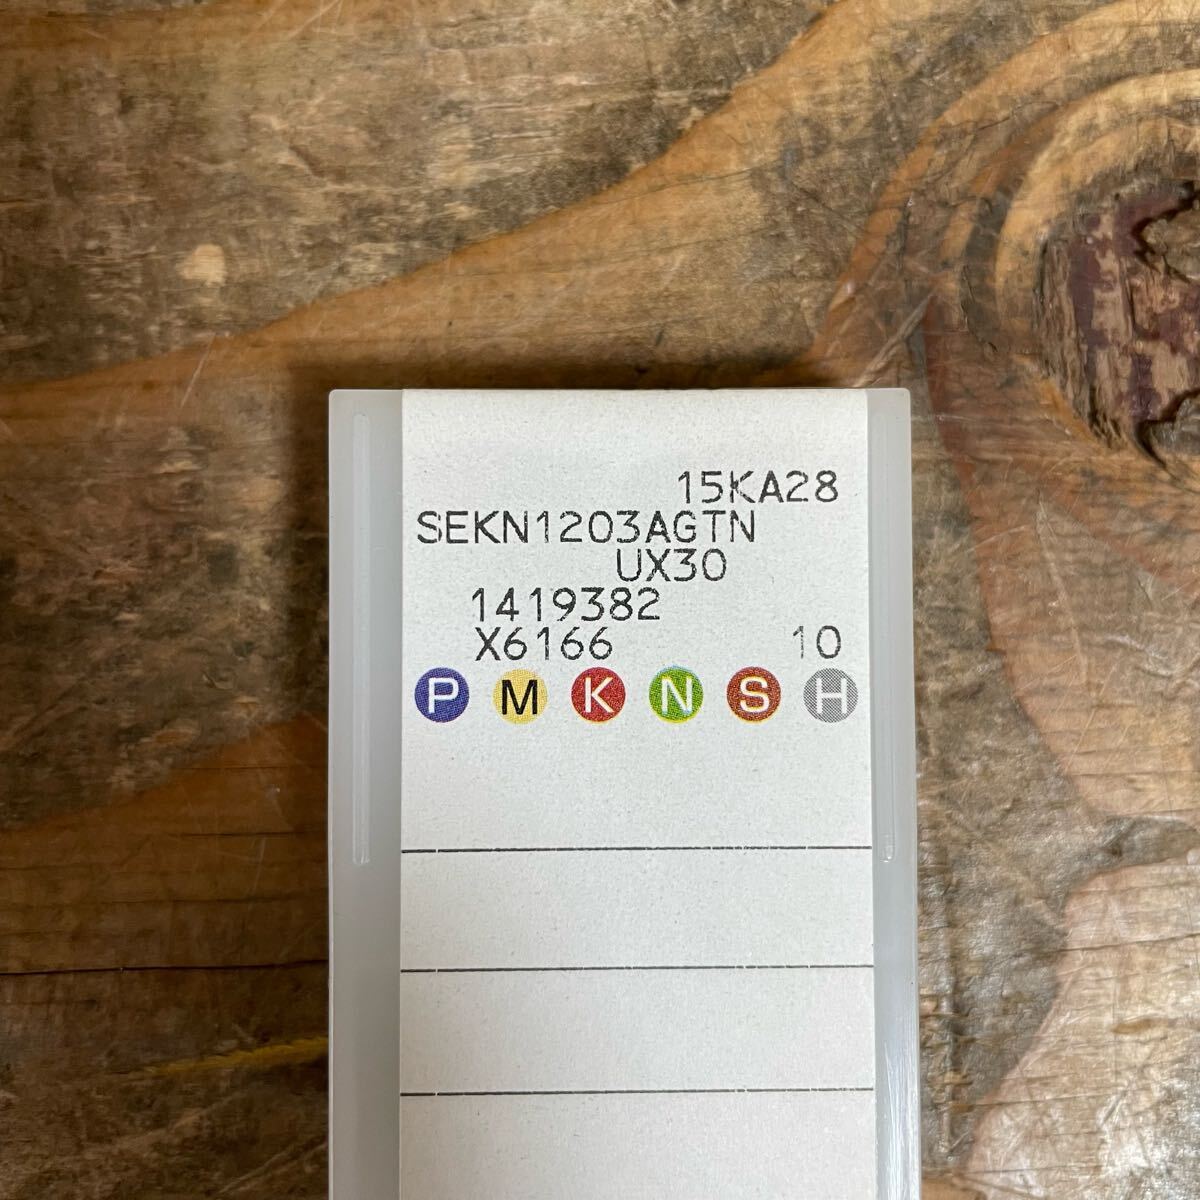 15KA28
SEKN1203AGTN
UX30
1419382
X6166 10
P M K N S H